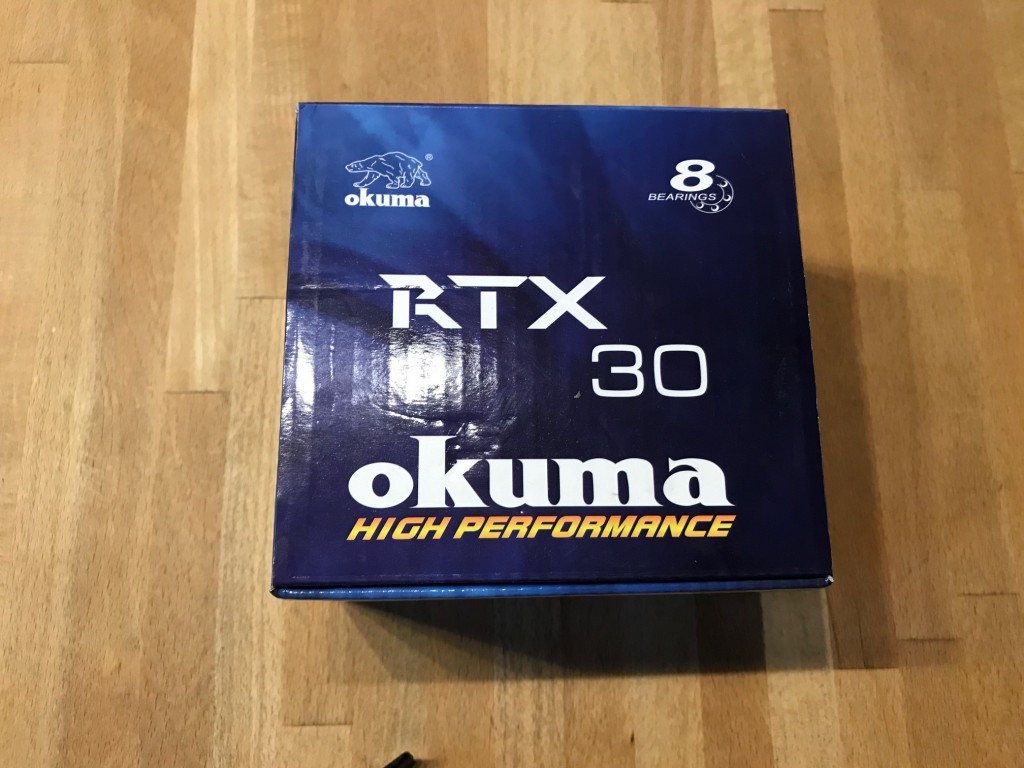 okuma
8
BEARINGS
RTX
30
okuma
HIGH PERFORMANCE